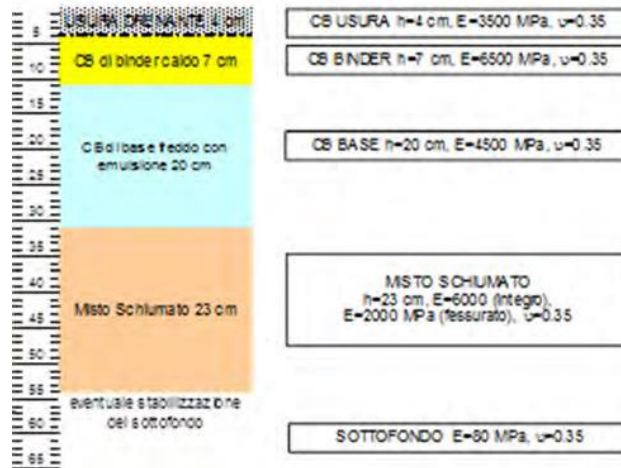 USURA DRENANTE 4 cm
CB di binder caldo 7 cm
CB di base freddo con
emulsione 20 cm
Misto Schiumato 23 cm
eventuale stabilizzazione
del sottofondo
5
10
15
20
25
30
35
40
45
50
55
60
65
CB USURA h=4 cm, E=3500 MPa, υ=0.35
CB BINDER h=7 cm, E=6500 MPa, υ=0.35
CB BASE h=20 cm, E=4500 MPa, υ=0.35
MISTO SCHIUMATO
h=23 cm, E=6000 (integro),
E=2000 MPa (fessurato), υ=0.35
SOTTOFONDO E=80 MPa, υ=0.35